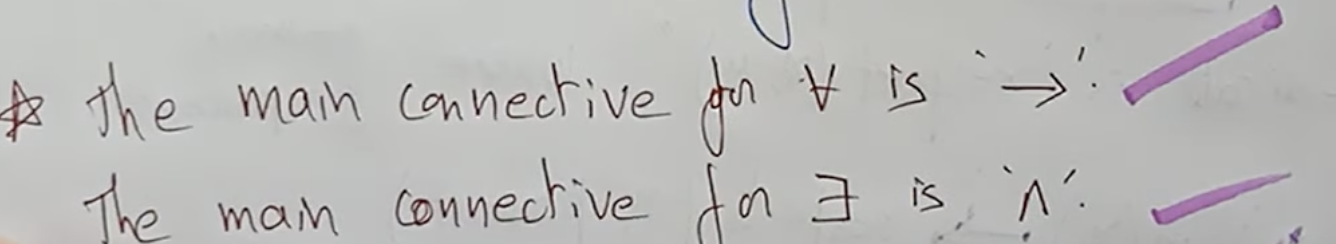 ☆ The main connective for ∀ is '→'.
The main connective for ∃ is '∧'.